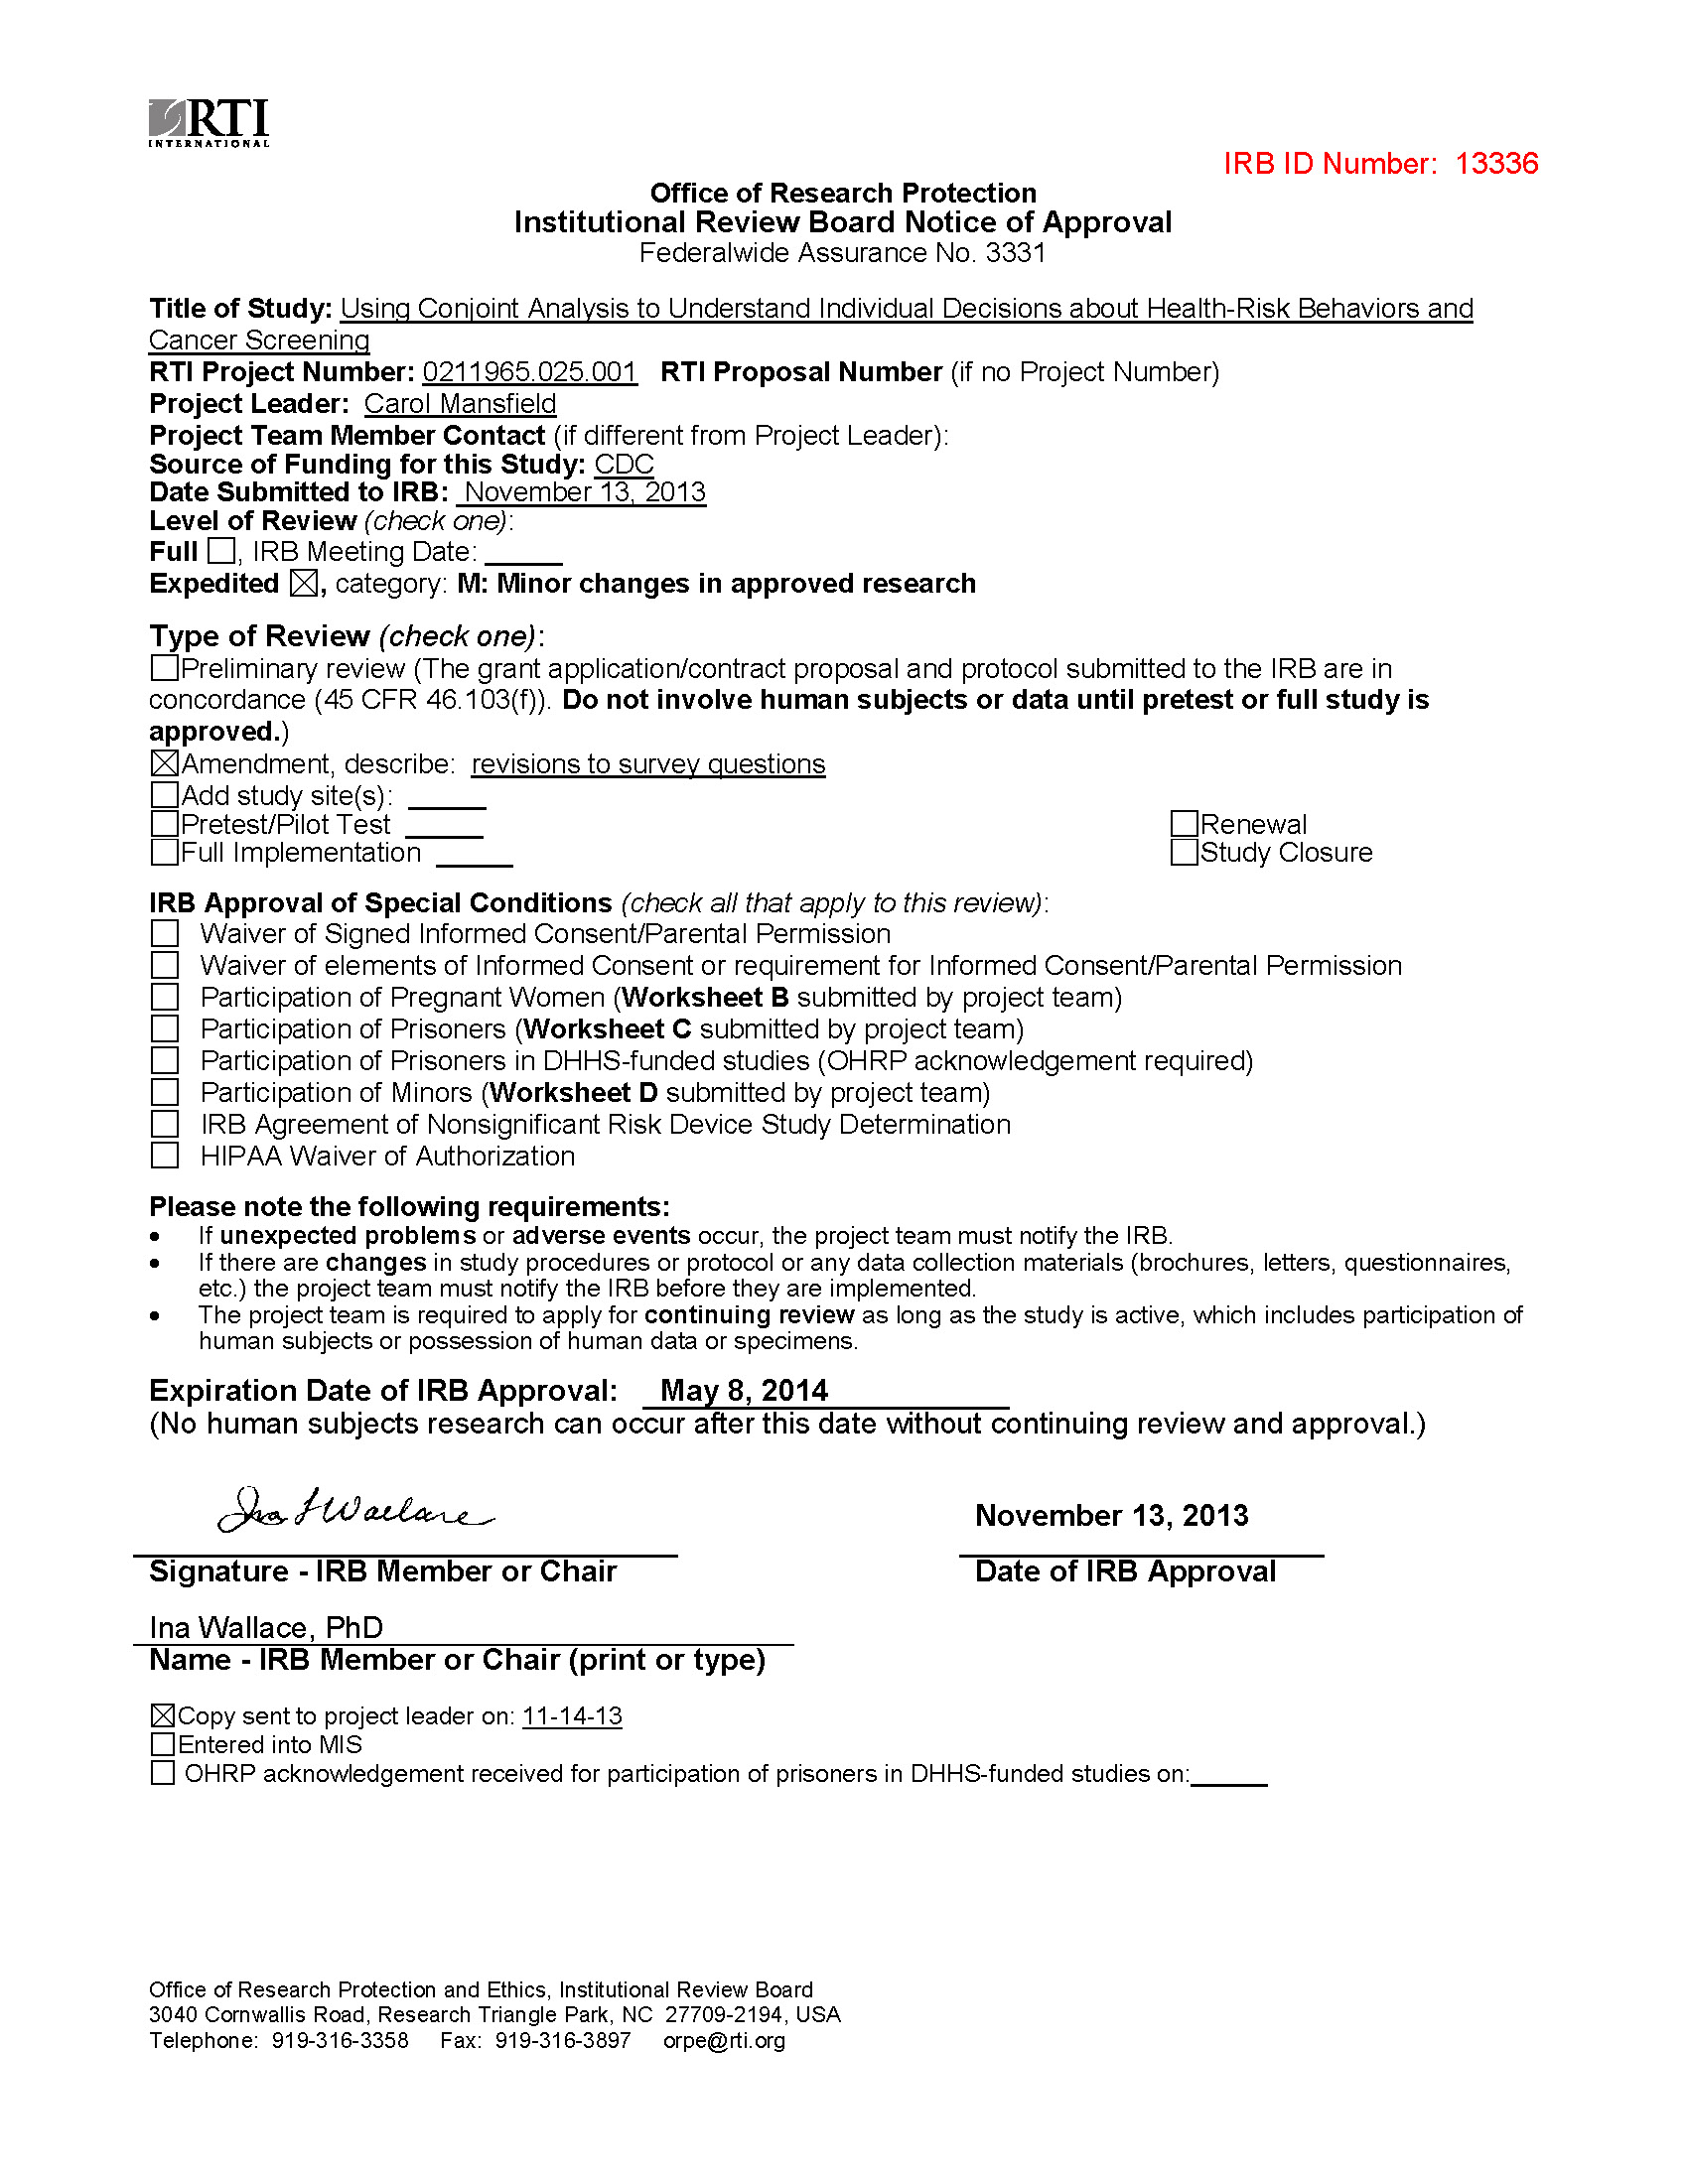 RTI
INTERNATIONAL
IRB ID Number: 13336
Office of Research Protection
Institutional Review Board Notice of Approval
Federalwide Assurance No. 3331
Title of Study: Using Conjoint Analysis to Understand Individual Decisions about Health-Risk Behaviors and
Cancer Screening
RTI Project Number: 0211965.025.001 RTI Proposal Number (if no Project Number)
Project Leader: Carol Mansfield
Project Team Member Contact (if different from Project Leader):
Source of Funding for this Study: CDC
Date Submitted to IRB: November 13, 2013
Level of Review (check one):
Full ☐, IRB Meeting Date: _____
Expedited ☒, category: M: Minor changes in approved research
Type of Review (check one):
☐Preliminary review (The grant application/contract proposal and protocol submitted to the IRB are in
concordance (45 CFR 46.103(f)). Do not involve human subjects or data until pretest or full study is
approved.)
☒Amendment, describe: revisions to survey questions
☐Add study site(s): _____
☐Pretest/Pilot Test _____ ☐Renewal
☐Full Implementation _____ ☐Study Closure
IRB Approval of Special Conditions (check all that apply to this review):
☐ Waiver of Signed Informed Consent/Parental Permission
☐ Waiver of elements of Informed Consent or requirement for Informed Consent/Parental Permission
☐ Participation of Pregnant Women (Worksheet B submitted by project team)
☐ Participation of Prisoners (Worksheet C submitted by project team)
☐ Participation of Prisoners in DHHS-funded studies (OHRP acknowledgement required)
☐ Participation of Minors (Worksheet D submitted by project team)
☐ IRB Agreement of Nonsignificant Risk Device Study Determination
☐ HIPAA Waiver of Authorization
Please note the following requirements:
• If unexpected problems or adverse events occur, the project team must notify the IRB.
• If there are changes in study procedures or protocol or any data collection materials (brochures, letters, questionnaires,
etc.) the project team must notify the IRB before they are implemented.
• The project team is required to apply for continuing review as long as the study is active, which includes participation of
human subjects or possession of human data or specimens.
Expiration Date of IRB Approval: May 8, 2014
(No human subjects research can occur after this date without continuing review and approval.)
Ina F Wallace November 13, 2013
Signature - IRB Member or Chair Date of IRB Approval
Ina Wallace, PhD
Name - IRB Member or Chair (print or type)
☒Copy sent to project leader on: 11-14-13
☐Entered into MIS
☐ OHRP acknowledgement received for participation of prisoners in DHHS-funded studies on:_____
Office of Research Protection and Ethics, Institutional Review Board
3040 Cornwallis Road, Research Triangle Park, NC 27709-2194, USA
Telephone: 919-316-3358 Fax: 919-316-3897 orpe@rti.org